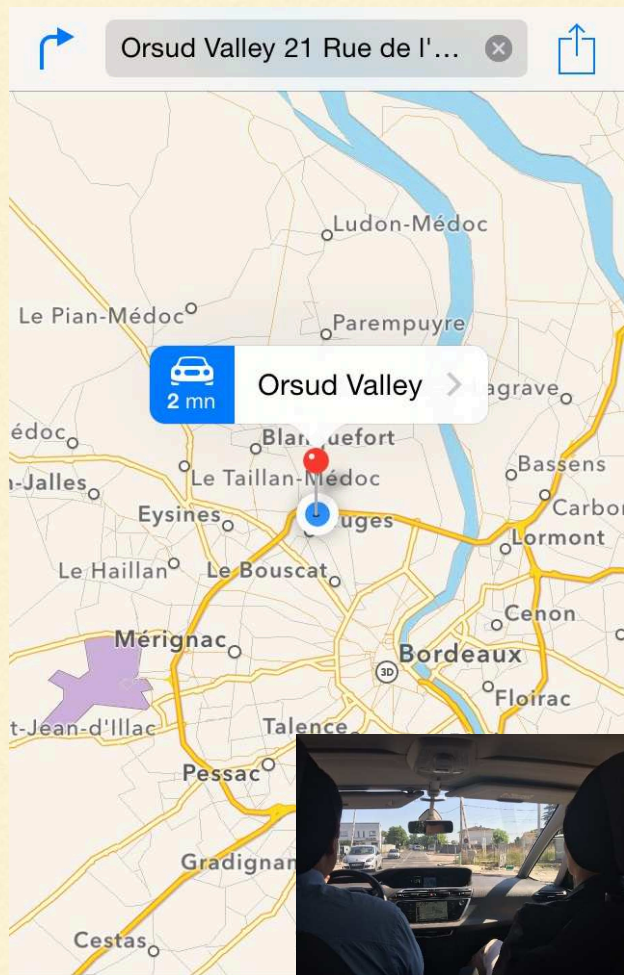 Orsud Valley 21 Rue de l'...
Ludon-Médoc
Le Pian-Médoc
Parempuyre
2 mn
Orsud Valley
agrave
édoc
Blan uefort
Bassens
n-Jalles
Le Taillan-Médoc
Carbon
Eysines
uges
Lormont
Le Haillan
Le Bouscat
Cenon
Mérignac
Bordeaux
3D
Floirac
t-Jean-d'Illac
Talence
Pessac
Gradignan
Cestas